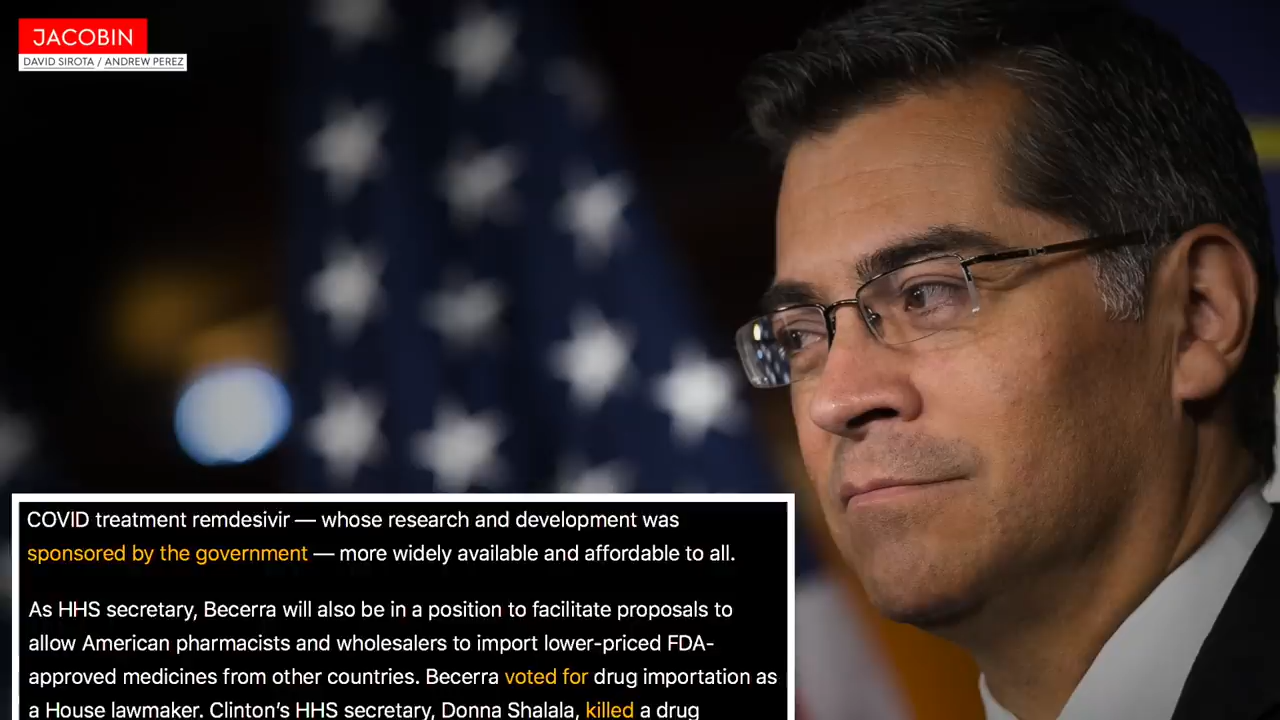 JACOBIN
DAVID SIROTA / ANDREW PEREZ
COVID treatment remdesivir — whose research and development was
sponsored by the government — more widely available and affordable to all.
As HHS secretary, Becerra will also be in a position to facilitate proposals to
allow American pharmacists and wholesalers to import lower-priced FDA-
approved medicines from other countries. Becerra voted for drug importation as
a House lawmaker. Clinton’s HHS secretary, Donna Shalala, killed a drug